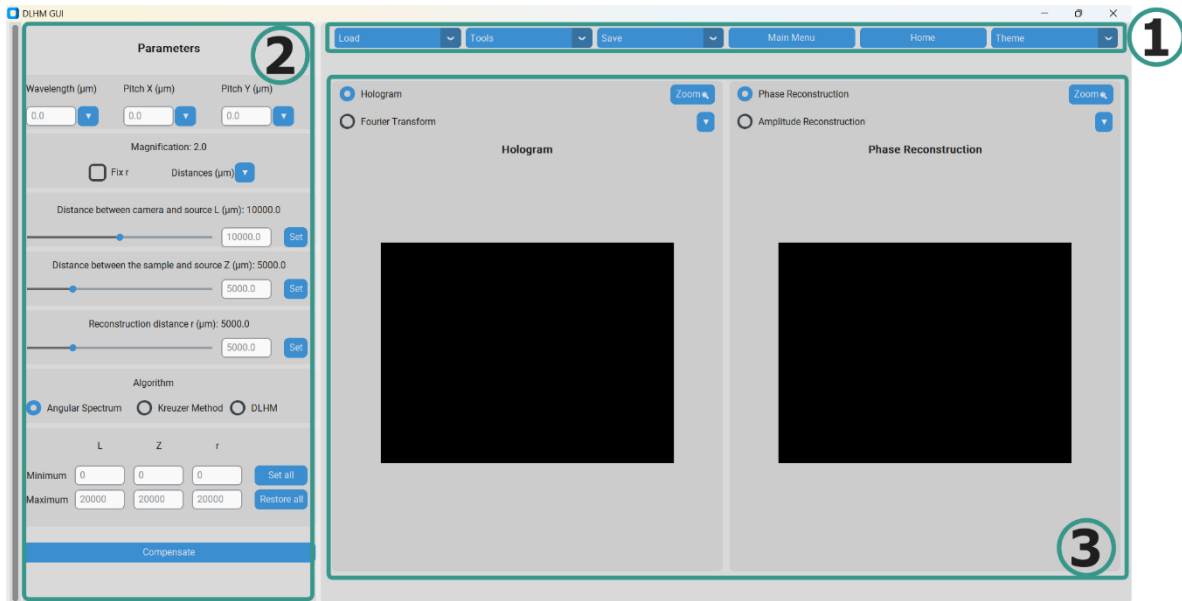 DLHM GUI
1
Load Tools Save Main Menu Home Theme
2
Parameters
Wavelength (µm) Pitch X (µm) Pitch Y (µm)
0.0 0.0 0.0
Magnification: 2.0
Fix r Distances (µm)
Distance between camera and source L (µm): 10000.0
10000.0 Set
Distance between the sample and source Z (µm): 5000.0
5000.0 Set
Reconstruction distance r (µm): 5000.0
5000.0 Set
Algorithm
Angular Spectrum Kreuzer Method DLHM
L Z r
Minimum 0 0 0 Set all
Maximum 20000 20000 20000 Restore all
Compensate
Hologram Zoom
Fourier Transform
Hologram
Phase Reconstruction Zoom
Amplitude Reconstruction
Phase Reconstruction
3